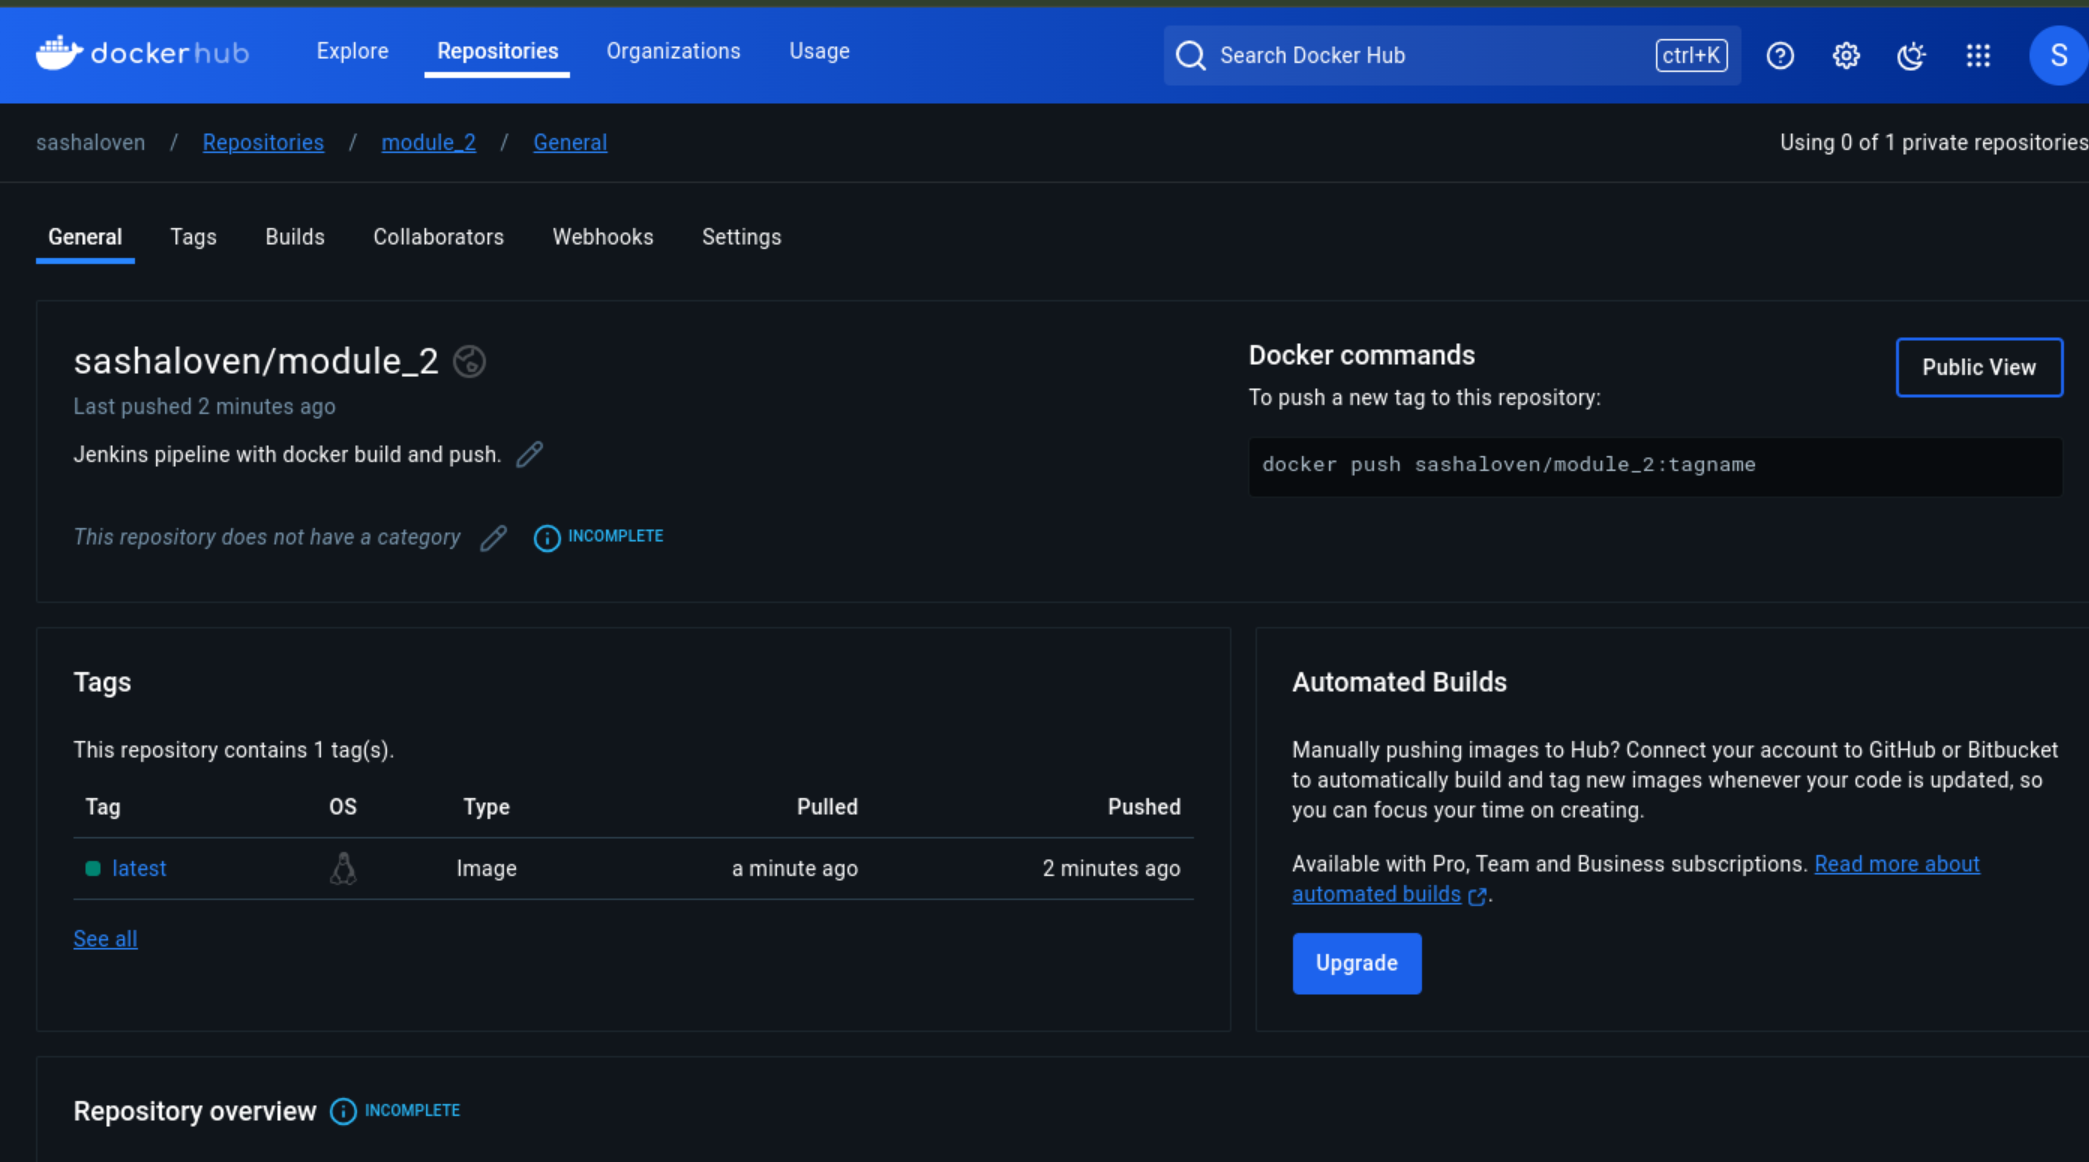 dockerhub Explore Repositories Organizations Usage Search Docker Hub ctrl+K S
sashaloven / Repositories / module_2 / General Using 0 of 1 private repositories
General Tags Builds Collaborators Webhooks Settings
sashaloven/module_2
Last pushed 2 minutes ago
Jenkins pipeline with docker build and push.
This repository does not have a category INCOMPLETE
Docker commands
Public View
To push a new tag to this repository:
docker push sashaloven/module_2:tagname
Tags
This repository contains 1 tag(s).
Tag OS Type Pulled Pushed
latest Image a minute ago 2 minutes ago
See all
Automated Builds
Manually pushing images to Hub? Connect your account to GitHub or Bitbucket
to automatically build and tag new images whenever your code is updated, so
you can focus your time on creating.
Available with Pro, Team and Business subscriptions. Read more about
automated builds.
Upgrade
Repository overview INCOMPLETE